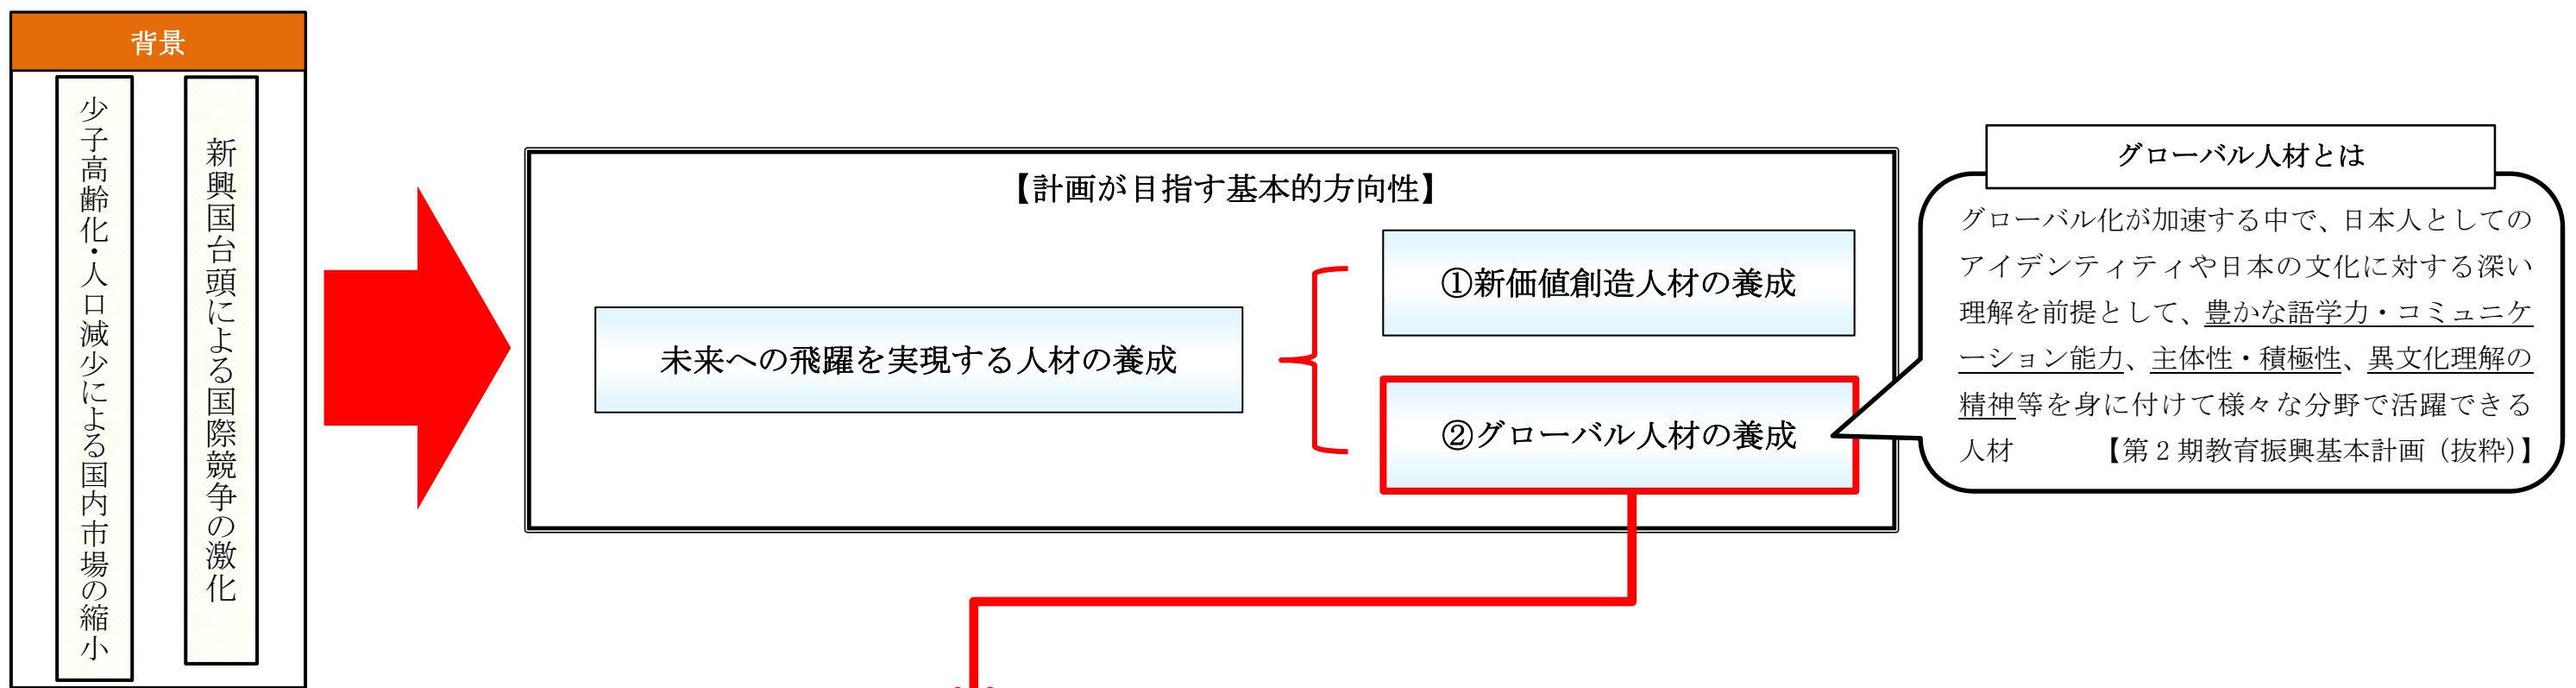 背景
新興国台頭による国際競争の激化
少子高齢化・人口減少による国内市場の縮小
【計画が目指す基本的方向性】
未来への飛躍を実現する人材の養成
①新価値創造人材の養成
②グローバル人材の養成
グローバル人材とは
グローバル化が加速する中で、日本人としての
アイデンティティや日本の文化に対する深い
理解を前提として、豊かな語学力・コミュニケ
ーション能力、主体性・積極性、異文化理解の
精神等を身に付けて様々な分野で活躍できる
人材　　　【第２期教育振興基本計画（抜粋）】